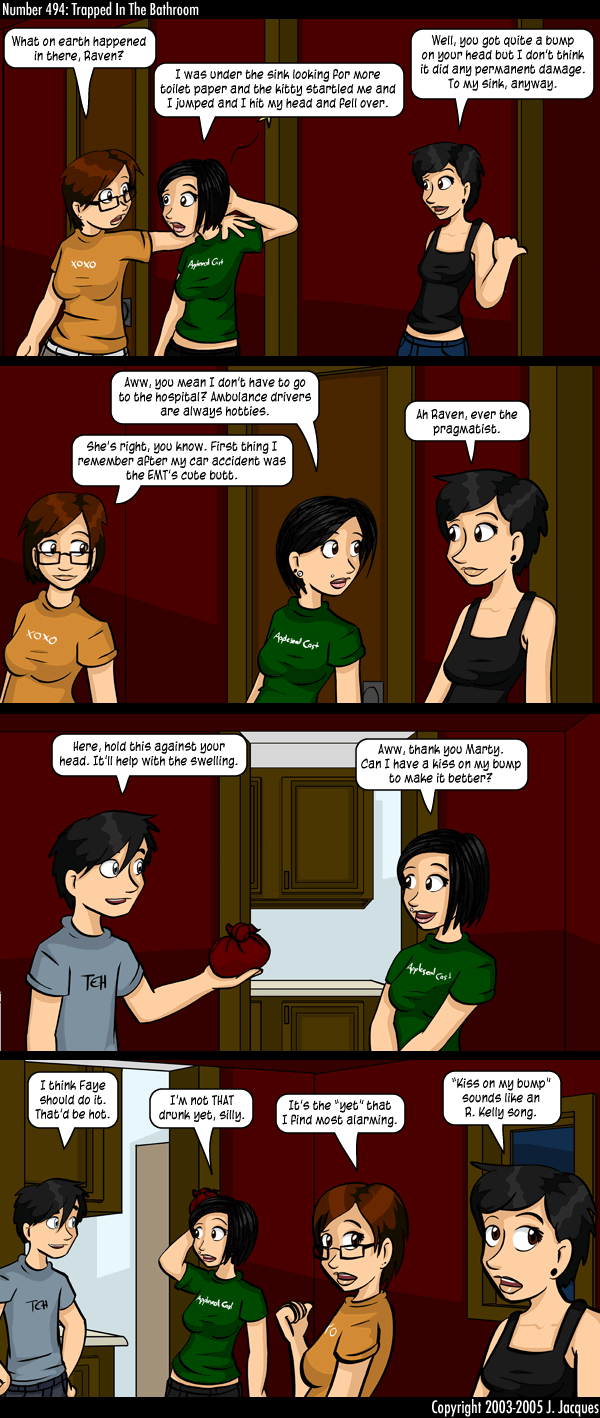 Number 494: Trapped In The Bathroom
What on earth happened
in there, Raven?
I was under the sink looking for more
toilet paper and the kitty startled me and
I jumped and I hit my head and fell over.
Well, you got quite a bump
on your head but I don't think
it did any permanent damage.
To my sink, anyway.
XOXO
Appleseed Cast
Aww, you mean I don't have to go
to the hospital? Ambulance drivers
are always hotties.
She's right, you know. First thing I
remember after my car accident was
the EMT's cute butt.
Ah Raven, ever the
pragmatist.
XOXO
Appleseed Cast
Here, hold this against your
head. It'll help with the swelling.
Aww, thank you Marty.
Can I have a kiss on my bump
to make it better?
TEH
Appleseed Cast
I think Faye
should do it.
That'd be hot.
I'm not THAT
drunk yet, silly.
It's the "yet" that
I find most alarming.
"Kiss on my bump"
sounds like an
R. Kelly song.
TEH
Appleseed Cast
XO
Copyright 2003-2005 J. Jacques